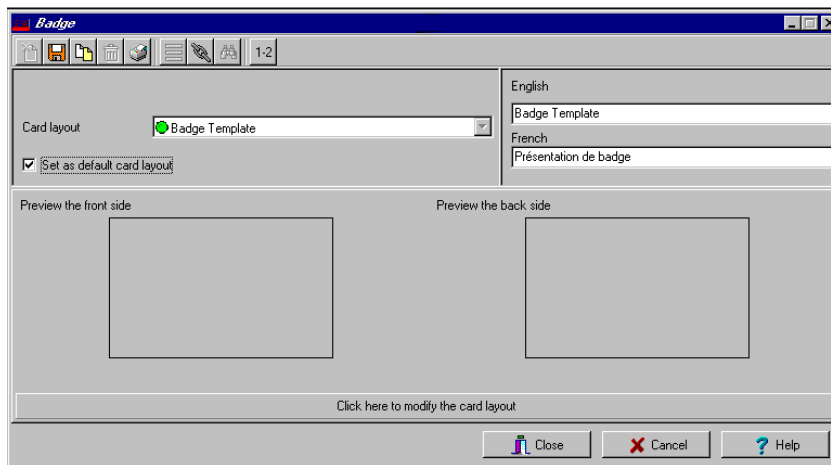 Badge
1-2
Card layout
Badge Template
Set as default card layout
English
Badge Template
French
Présentation de badge
Preview the front side
Preview the back side
Click here to modify the card layout
Close
Cancel
? Help